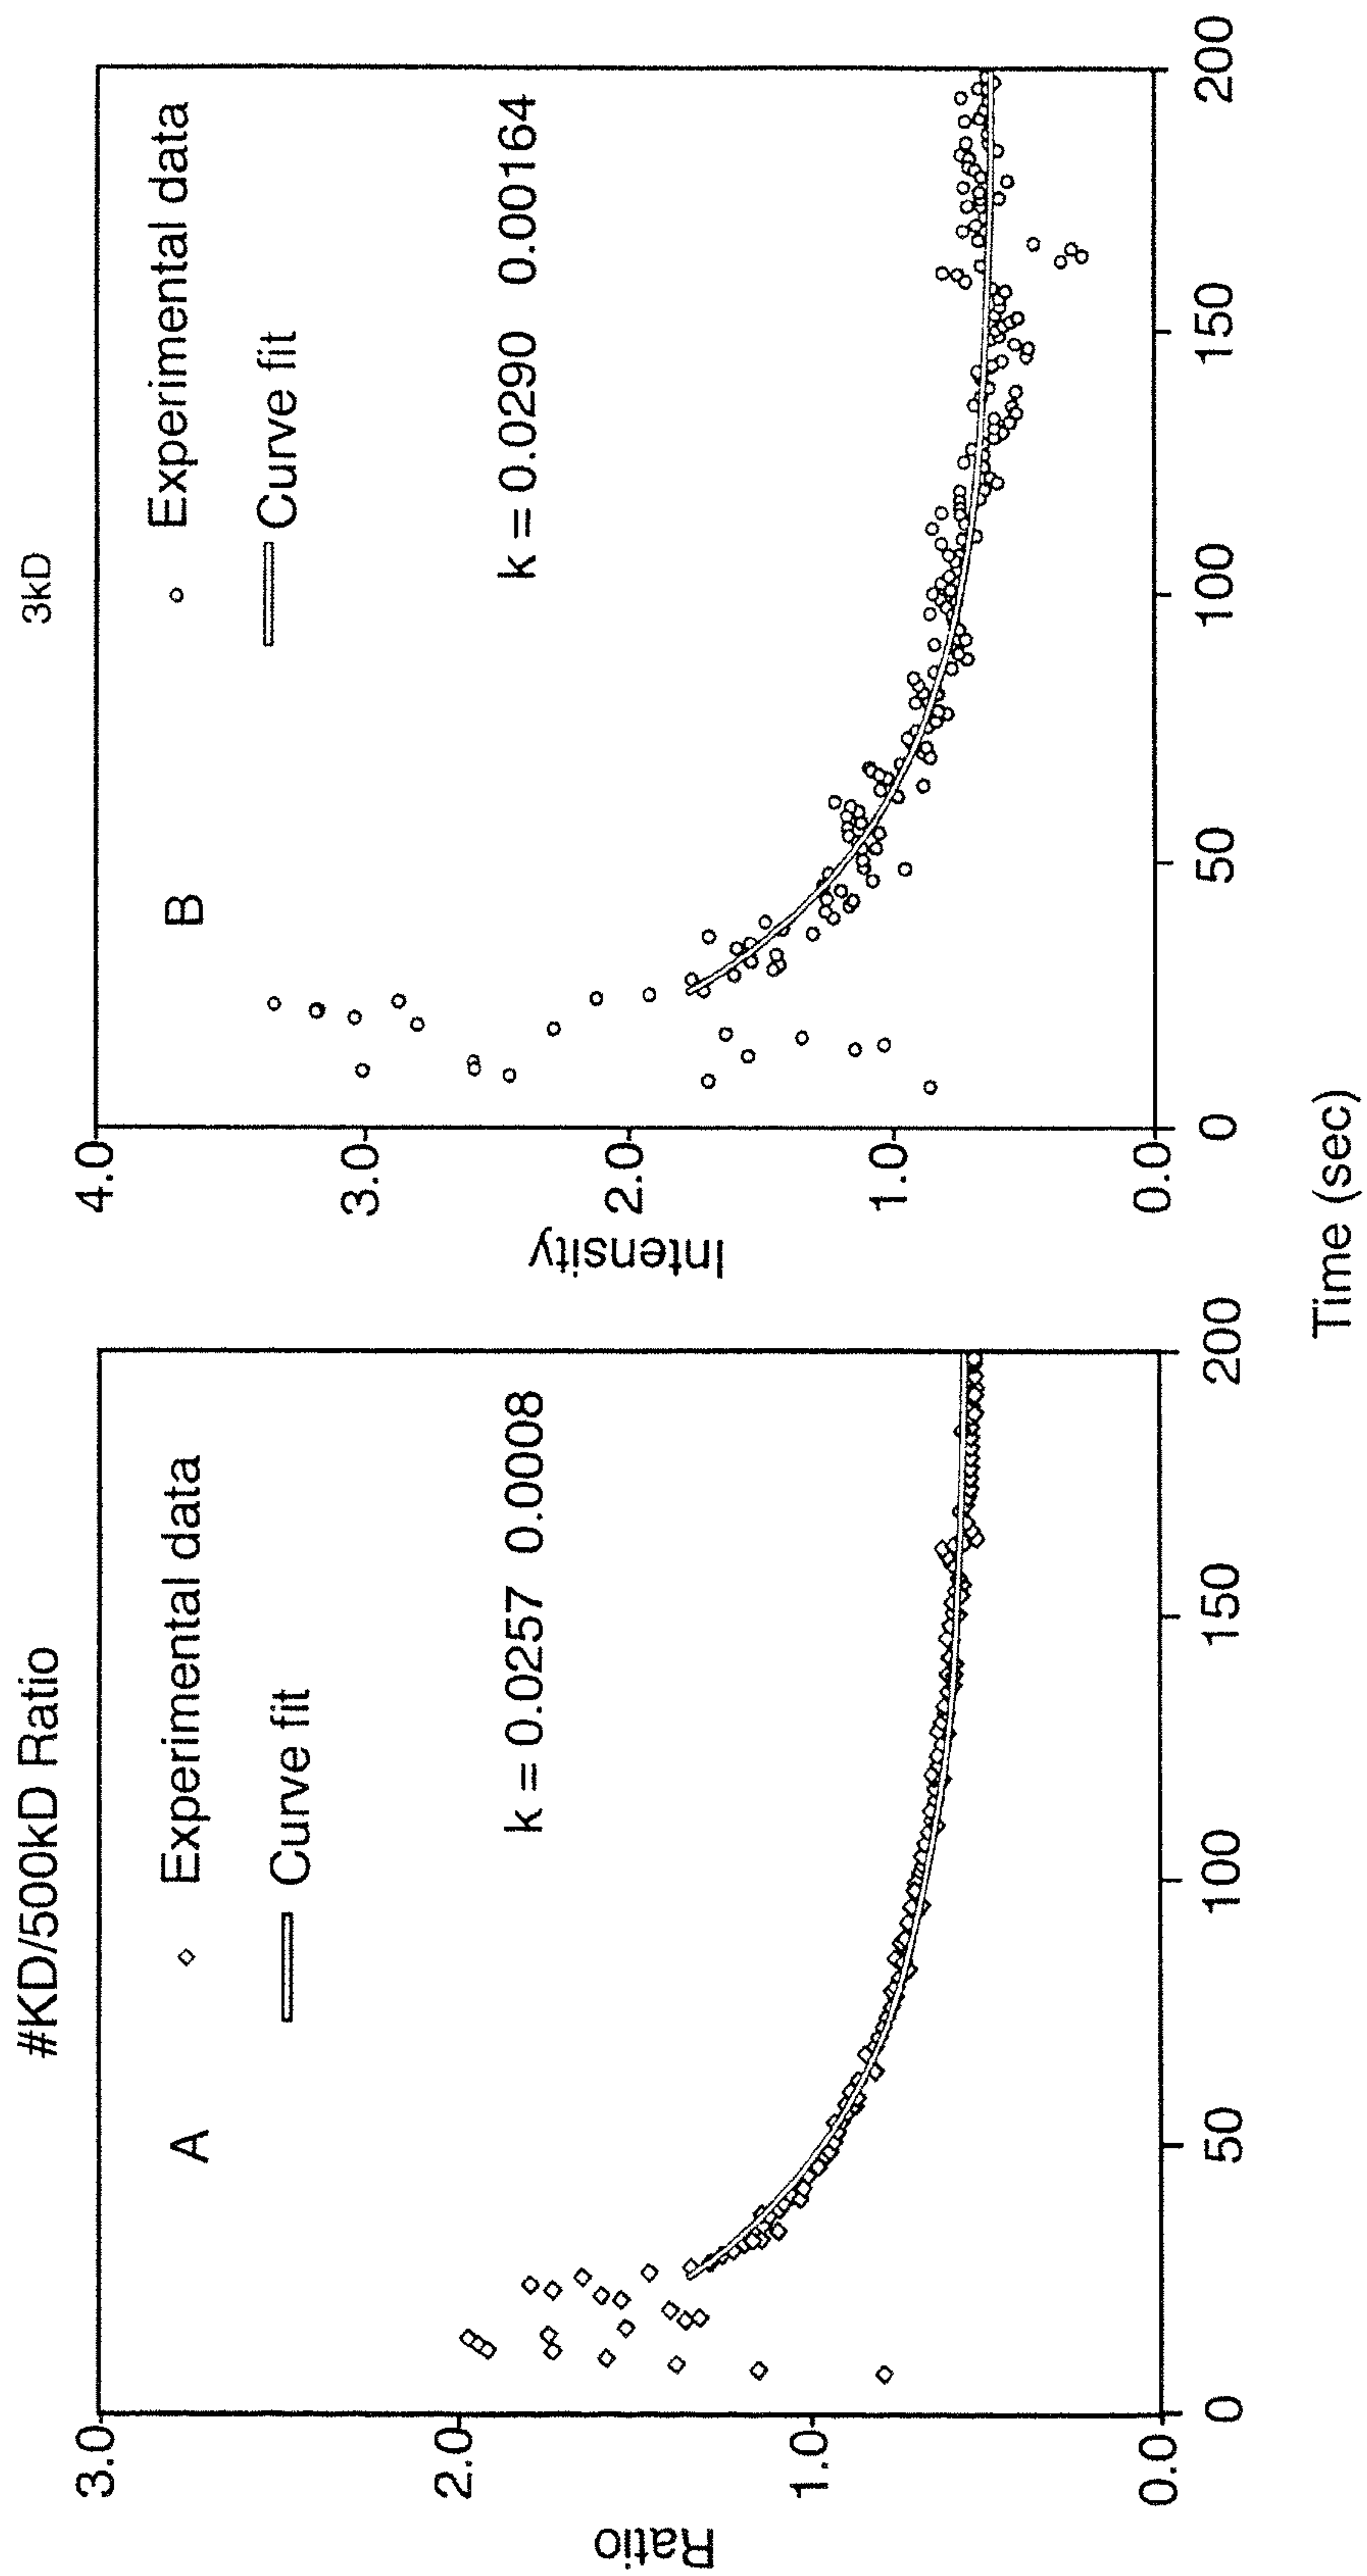 #KD/500kD Ratio
A
◇ Experimental data
Curve fit
k = 0.0257 0.0008
Ratio
3.0
2.0
1.0
0.0
0
50
100
150
200
3kD
B
○ Experimental data
Curve fit
k = 0.0290 0.00164
Intensity
4.0
3.0
2.0
1.0
0.0
0
50
100
150
200
Time (sec)